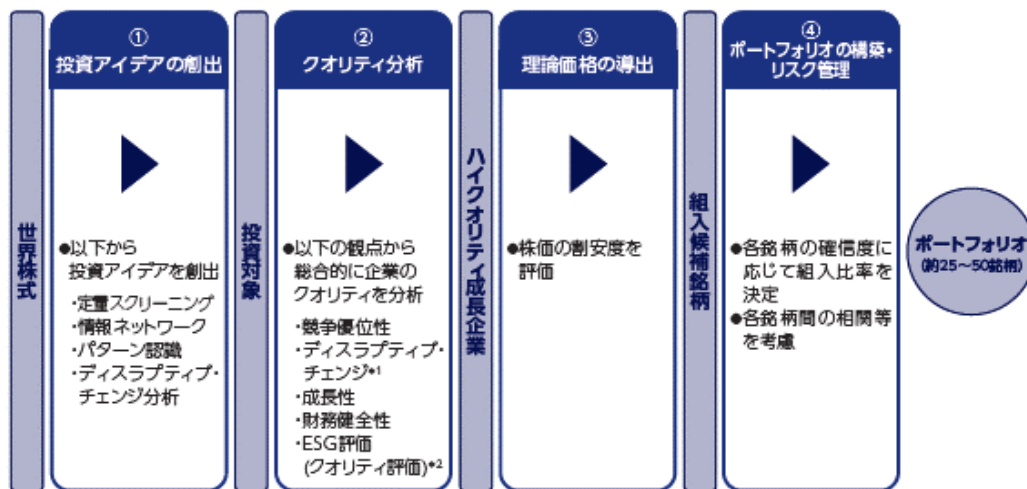 世界株式
①
投資アイデアの創出
●以下から
投資アイデアを創出
・定量スクリーニング
・情報ネットワーク
・パターン認識
・ディスラプティブ・
チェンジ分析
投資対象
②
クオリティ分析
●以下の観点から
総合的に企業の
クオリティを分析
・競争優位性
・ディスラプティブ・
チェンジ*1
・成長性
・財務健全性
・ESG評価
(クオリティ評価)*2
ハイクオリティ成長企業
③
理論価格の導出
●株価の割安度を
評価
組入候補銘柄
④
ポートフォリオの構築・
リスク管理
●各銘柄の確信度に
応じて組入比率を
決定
●各銘柄間の相関等
を考慮
ポートフォリオ
(約25～50銘柄)